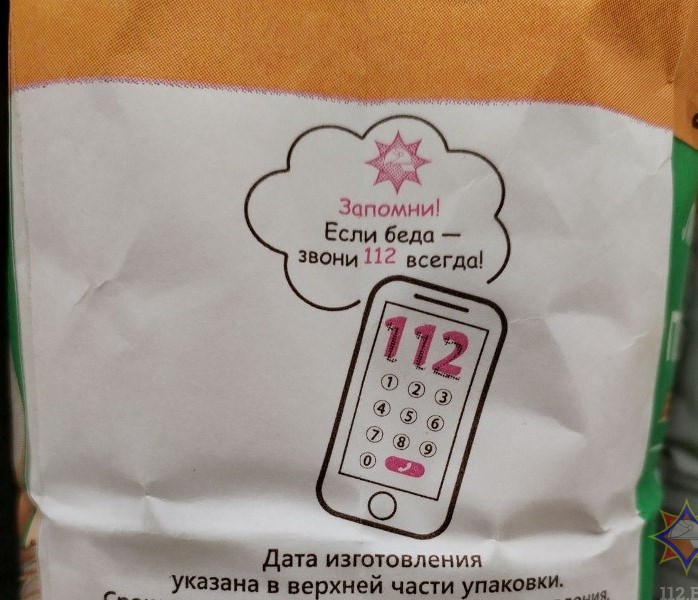 Запомни!
Если беда —
звони 112 всегда!
112
1 2 3
4 5 6
7 8 9
0
Дата изготовления
указана в верхней части упаковки.